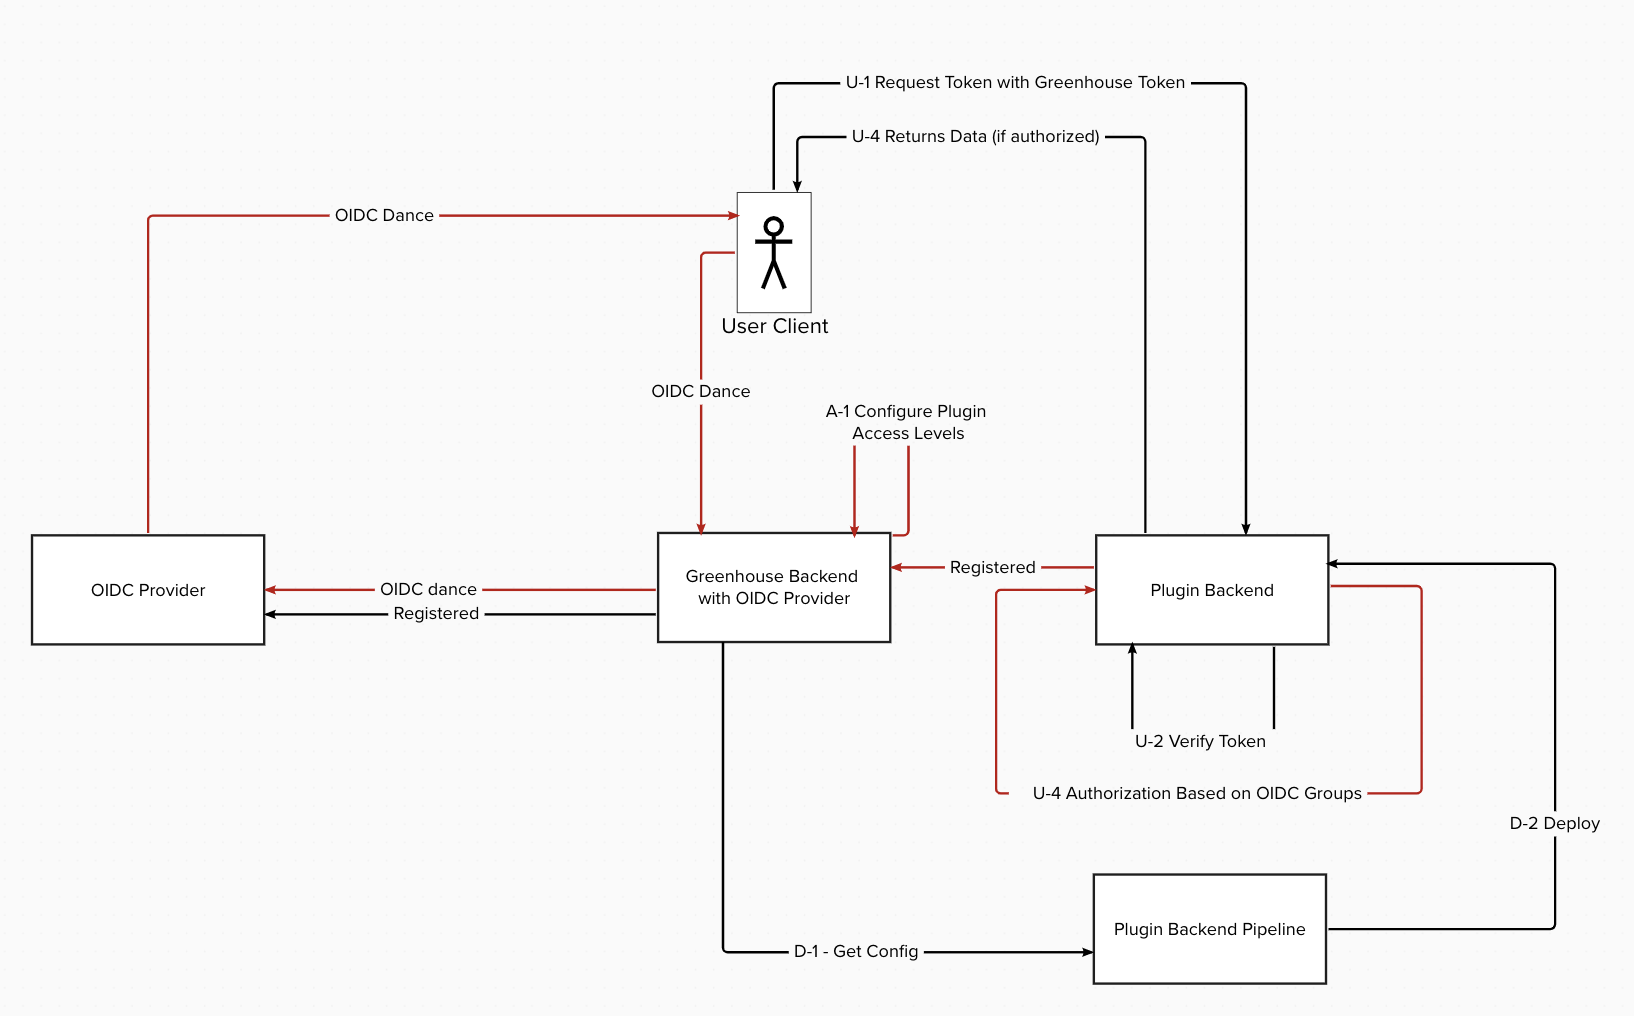 U-1 Request Token with Greenhouse Token
U-4 Returns Data (if authorized)
OIDC Dance
User Client
OIDC Dance
A-1 Configure Plugin
Access Levels
Registered
Greenhouse Backend
with OIDC Provider
OIDC Provider
OIDC dance
Plugin Backend
Registered
U-2 Verify Token
U-4 Authorization Based on OIDC Groups
D-2 Deploy
Plugin Backend Pipeline
D-1 - Get Config